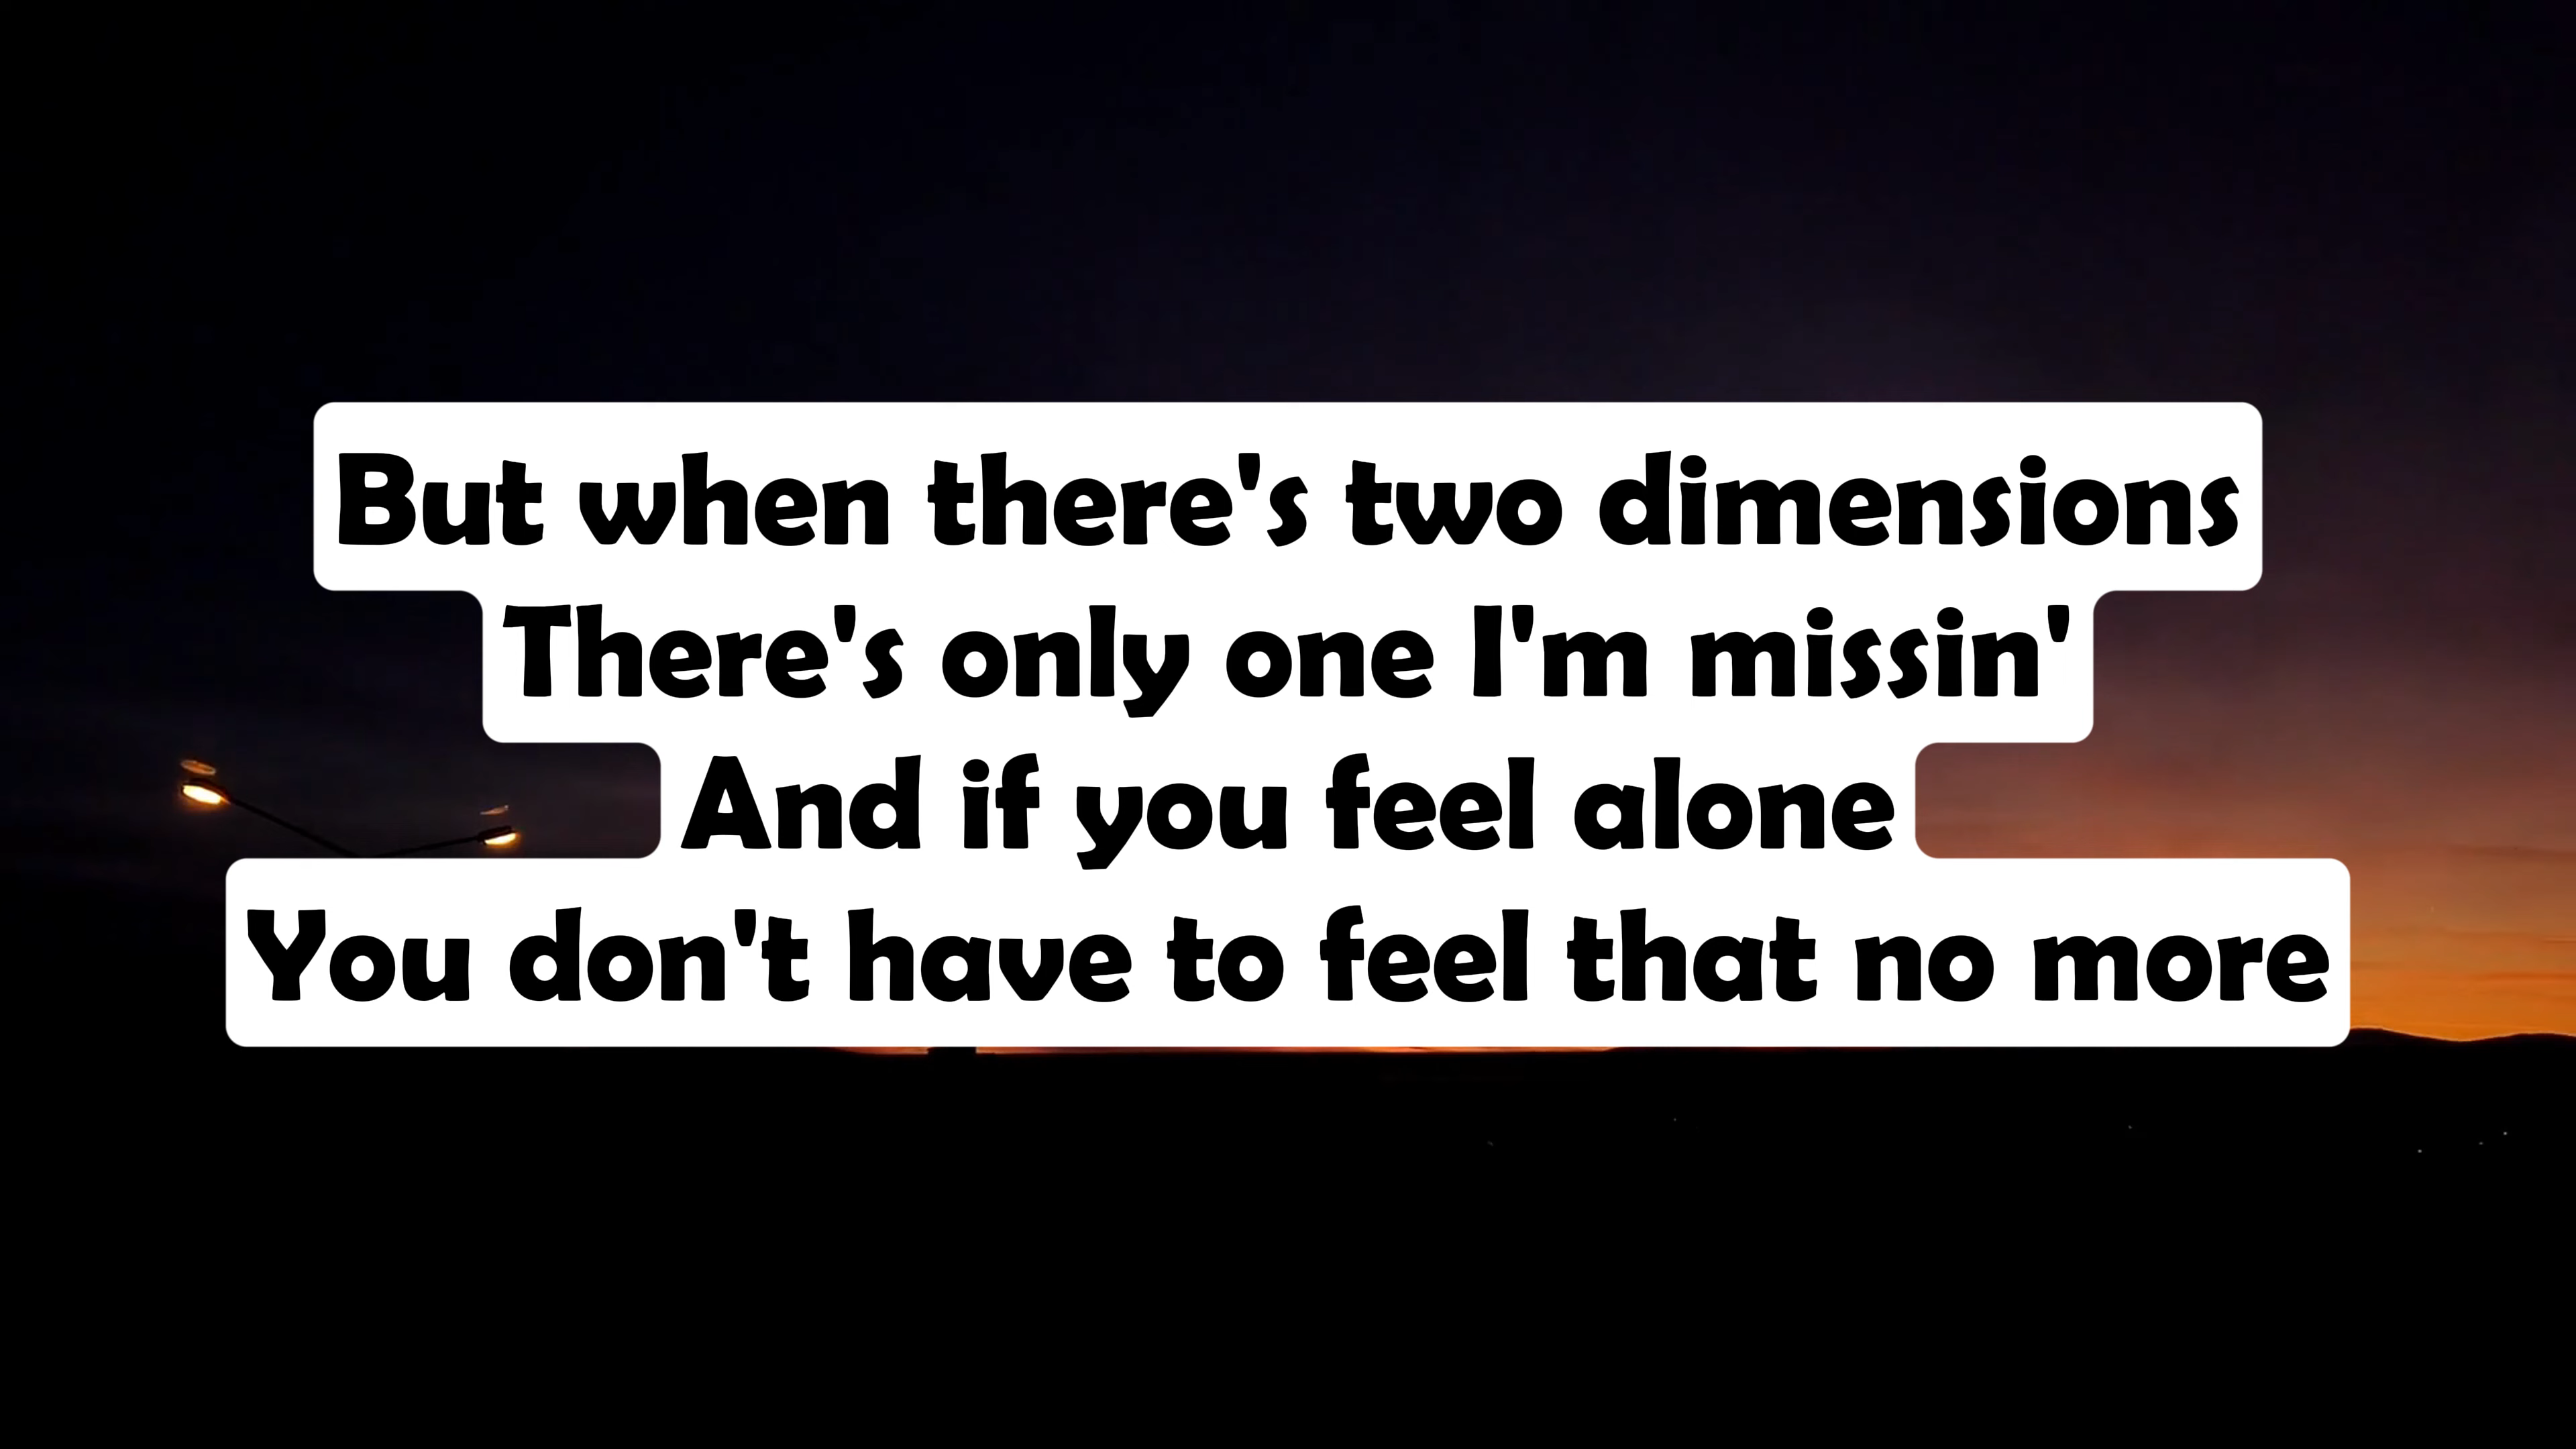 But when there's two dimensions
There's only one I'm missin'
And if you feel alone
You don't have to feel that no more